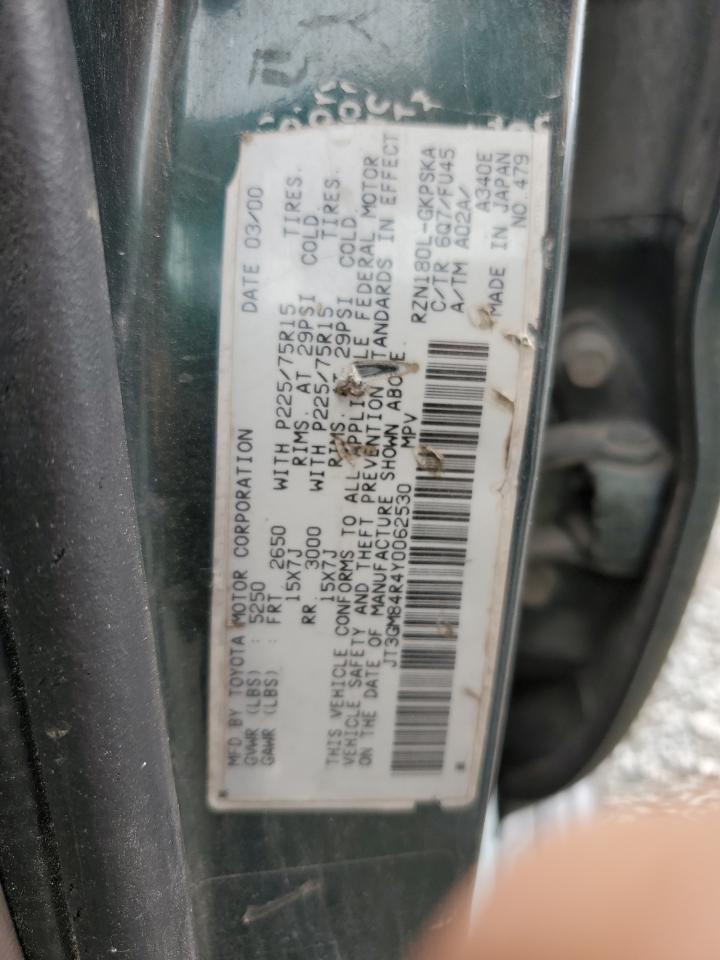 MFD BY TOYOTA MOTOR CORPORATION DATE 03/00
GVWR (LBS) : 5250
GAWR (LBS) : FRT 2650 WITH P225/75R15 TIRES.
15X7J RIMS. AT 29PSI COLD.
RR 3000 WITH P225/75R15 TIRES.
15X7J RIMS. 29PSI COLD.
THIS VEHICLE CONFORMS TO ALL FEDERAL MOTOR
VEHICLE SAFETY AND THEFT PREVENTION STANDARDS IN EFFECT
ON THE DATE OF MANUFACTURE SHOWN ABOVE.
JT3GM84R4Y0062530 MPV
RZN180L-GKPSKA
C/TR 6Q7/FU45
A/TM A02A/ A340E
MADE IN JAPAN
NO.479